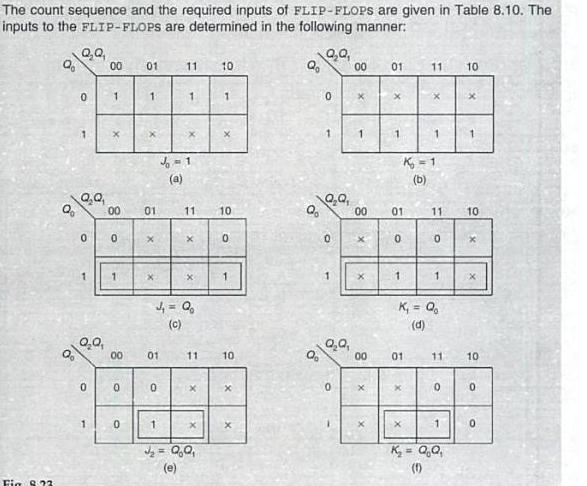 The count sequence and the required inputs of FLIP-FLOPs are given in Table 8.10. The
inputs to the FLIP-FLOPs are determined in the following manner:
Q₂Q₁
Q₀
00 01 11 10
0 1 1 1 1
1 × × × ×
J₀ = 1
(a)
Q₂Q₁
Q₀
00 01 11 10
0 × × × ×
1 1 1 1 1
K₀ = 1
(b)
Q₂Q₁
Q₀
00 01 11 10
0 0 × × 0
1 1 × × 1
J₁ = Q₀
(c)
Q₂Q₁
Q₀
00 01 11 10
0 × 0 0 ×
1 × 1 1 ×
K₁ = Q₀
(d)
Q₂Q₁
Q₀
00 01 11 10
0 0 0 × ×
1 0 1 × ×
J₂ = Q₀Q₁
(e)
Q₂Q₁
Q₀
00 01 11 10
0 × × 0 0
1 × × 1 0
K₂ = Q₀Q₁
(f)
Fig. 8.23